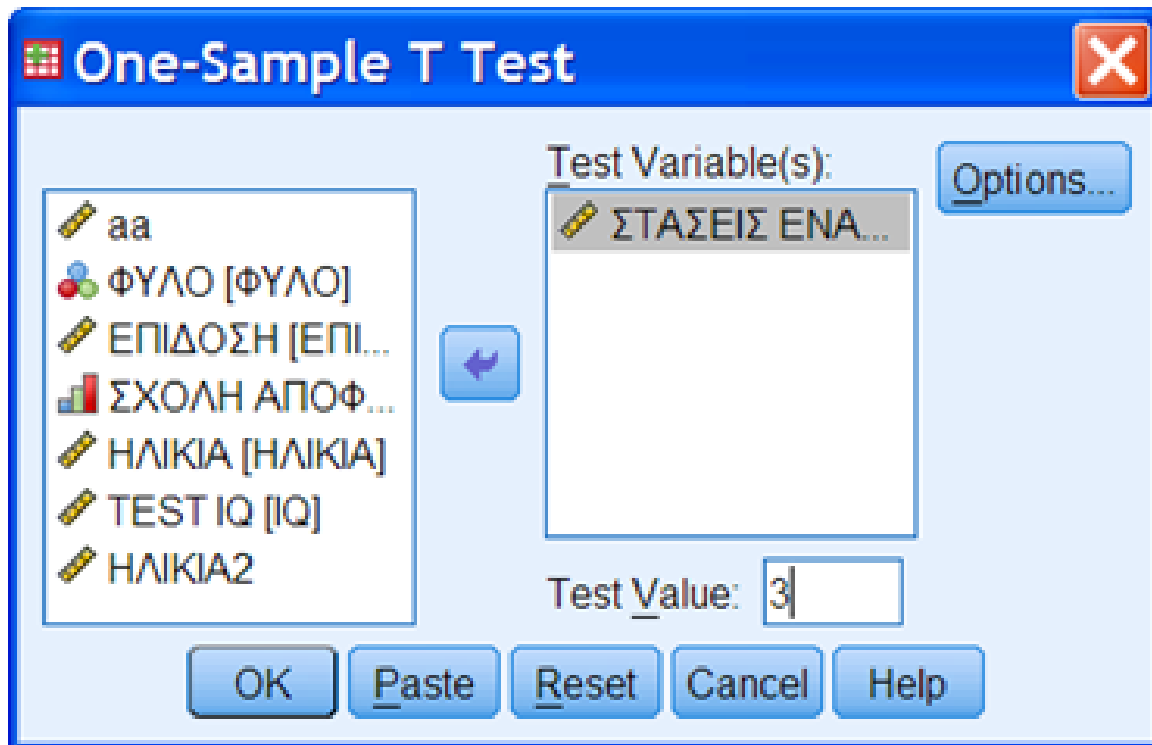 One-Sample T Test
aa
ΦΥΛΟ [ΦΥΛΟ]
ΕΠΙΔΟΣΗ [ΕΠΙ...
ΣΧΟΛΗ ΑΠΟΦ...
ΗΛΙΚΙΑ [ΗΛΙΚΙΑ]
TEST IQ [IQ]
ΗΛΙΚΙΑ2
Test Variable(s):
ΣΤΑΣΕΙΣ ΕΝΑ...
Options...
Test Value: 3
OK Paste Reset Cancel Help